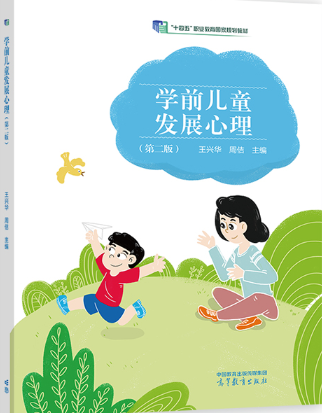 "十四五"职业教育国家规划教材
学前儿童
发展心理
（第二版）
王兴华 周佶 主编
中国教育出版传媒集团
高等教育出版社
学前儿童发展心理
（第二版）
王兴华 周佶 主编